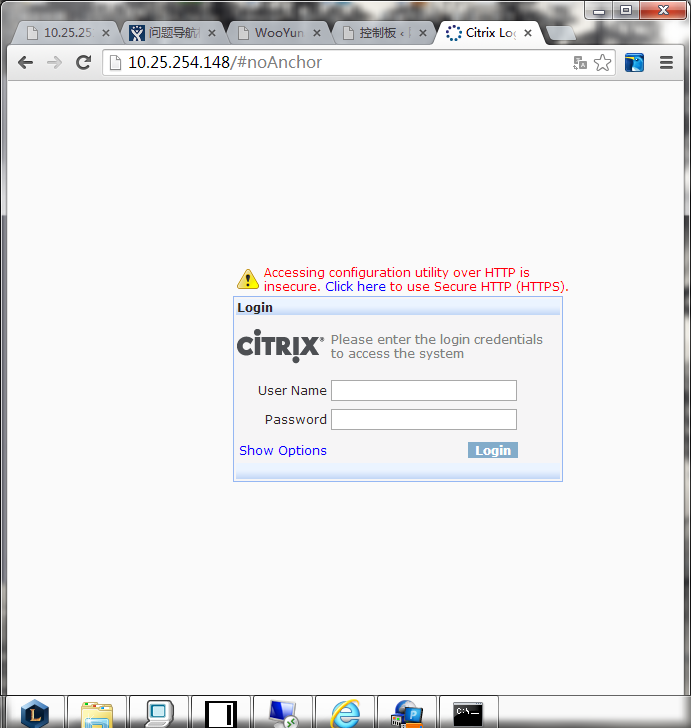 10.25.25
问题导航
WooYun
控制板 ‹
Citrix Log
10.25.254.148/#noAnchor
Accessing configuration utility over HTTP is
insecure. Click here to use Secure HTTP (HTTPS).
Login
CITRIX®
Please enter the login credentials
to access the system
User Name
Password
Show Options
Login